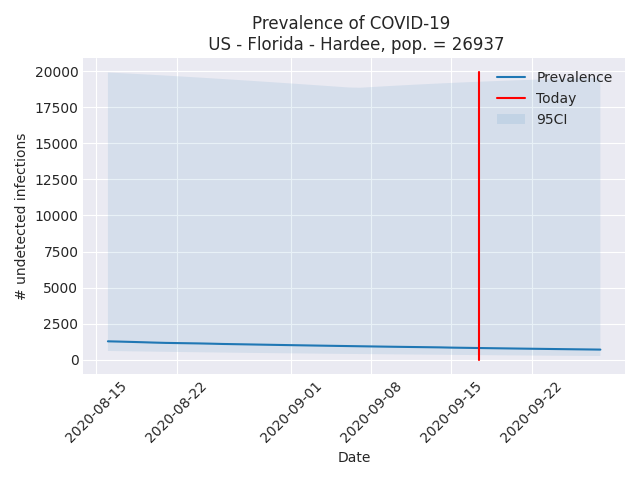 Prevalence of COVID-19
US - Florida - Hardee, pop. = 26937
20000
17500
15000
12500
10000
7500
5000
2500
0
# undetected infections
Prevalence
Today
95CI
2020-08-15
2020-08-22
2020-09-01
2020-09-08
2020-09-15
2020-09-22
Date